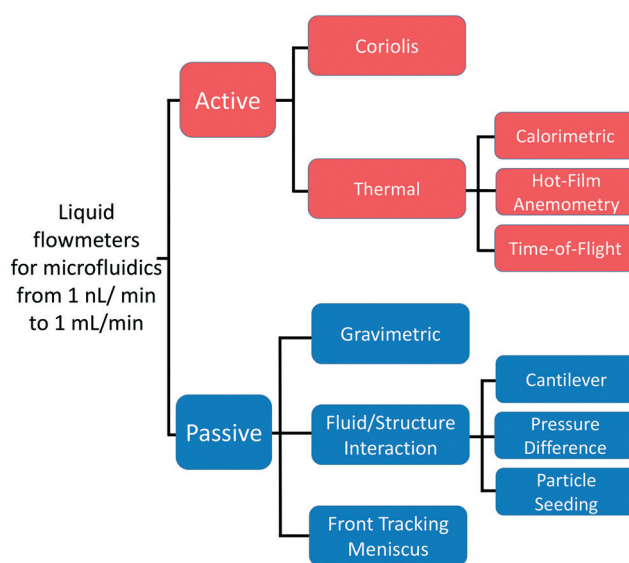 Liquid
flowmeters
for microfluidics
from 1 nL/ min
to 1 mL/min
Active
Coriolis
Thermal
Calorimetric
Hot-Film
Anemometry
Time-of-Flight
Passive
Gravimetric
Fluid/Structure
Interaction
Cantilever
Pressure
Difference
Particle
Seeding
Front Tracking
Meniscus